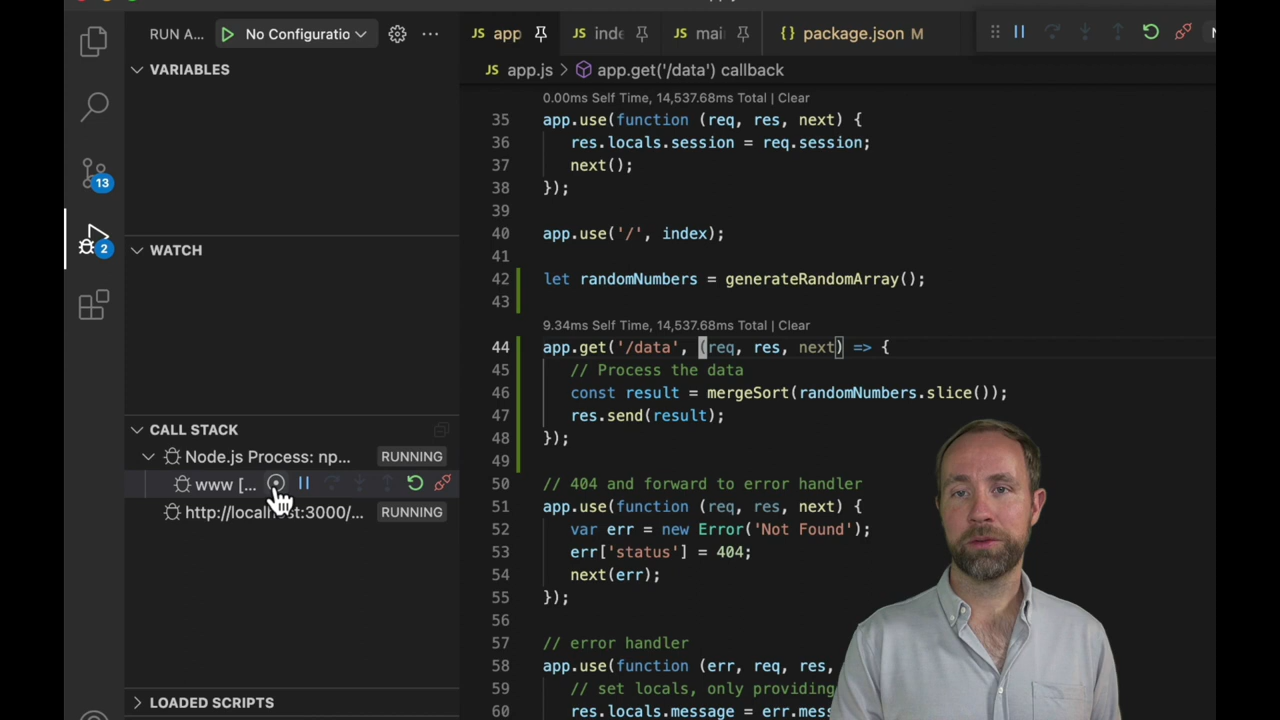 RUN A...
No Configuratio
JS app
JS inde
JS mai
{} package.json M
JS app.js > app.get('/data') callback
VARIABLES
WATCH
CALL STACK
Node.js Process: np... RUNNING
www [...
http://localhost:3000/... RUNNING
LOADED SCRIPTS
13
2
0.00ms Self Time, 14,537.68ms Total | Clear
35 app.use(function (req, res, next) {
36 res.locals.session = req.session;
37 next();
38 });
39
40 app.use('/', index);
41
42 let randomNumbers = generateRandomArray();
43
9.34ms Self Time, 14,537.68ms Total | Clear
44 app.get('/data', (req, res, next) => {
45 // Process the data
46 const result = mergeSort(randomNumbers.slice());
47 res.send(result);
48 });
49
50 // 404 and forward to error handler
51 app.use(function (req, res, next) {
52 var err = new Error('Not Found');
53 err['status'] = 404;
54 next(err);
55 });
56
57 // error handler
58 app.use(function (err, req, res,
59 // set locals, only providing
60 res.locals.message = err.mess